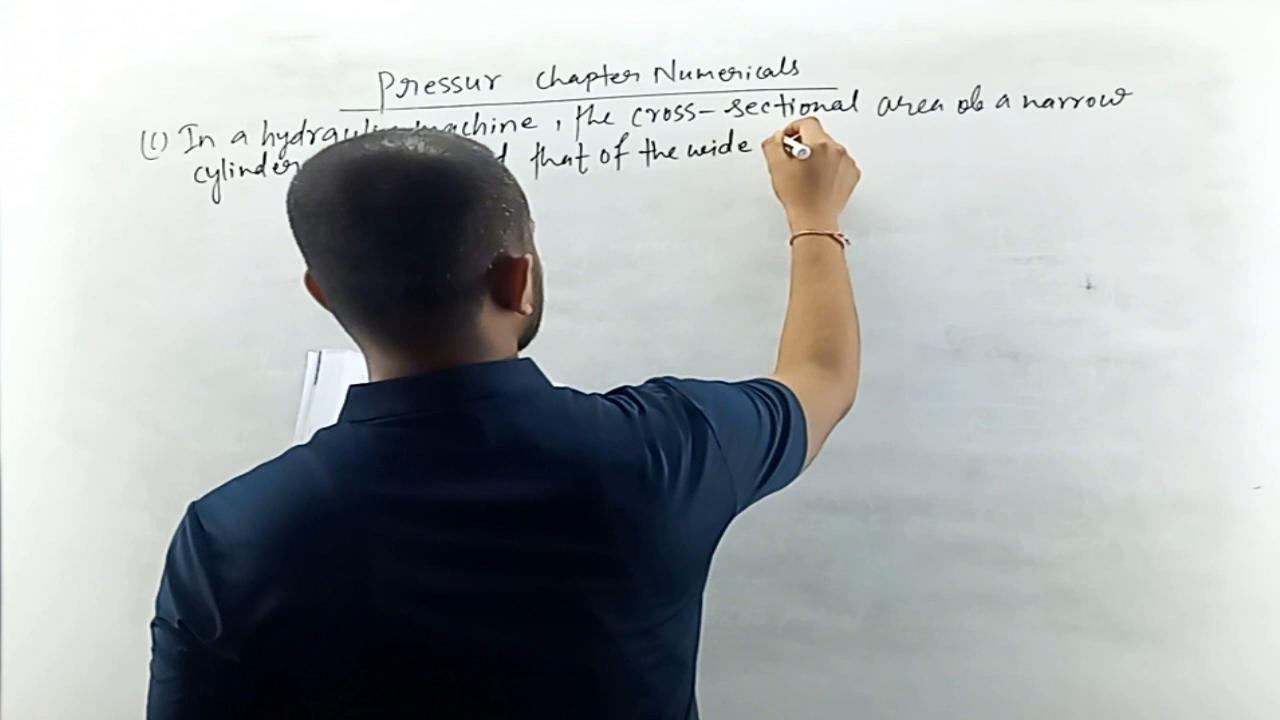 Pressur Chapter Numericals
(1) In a hydraulic machine, the cross-sectional area of a narrow
cylinder that of the wide